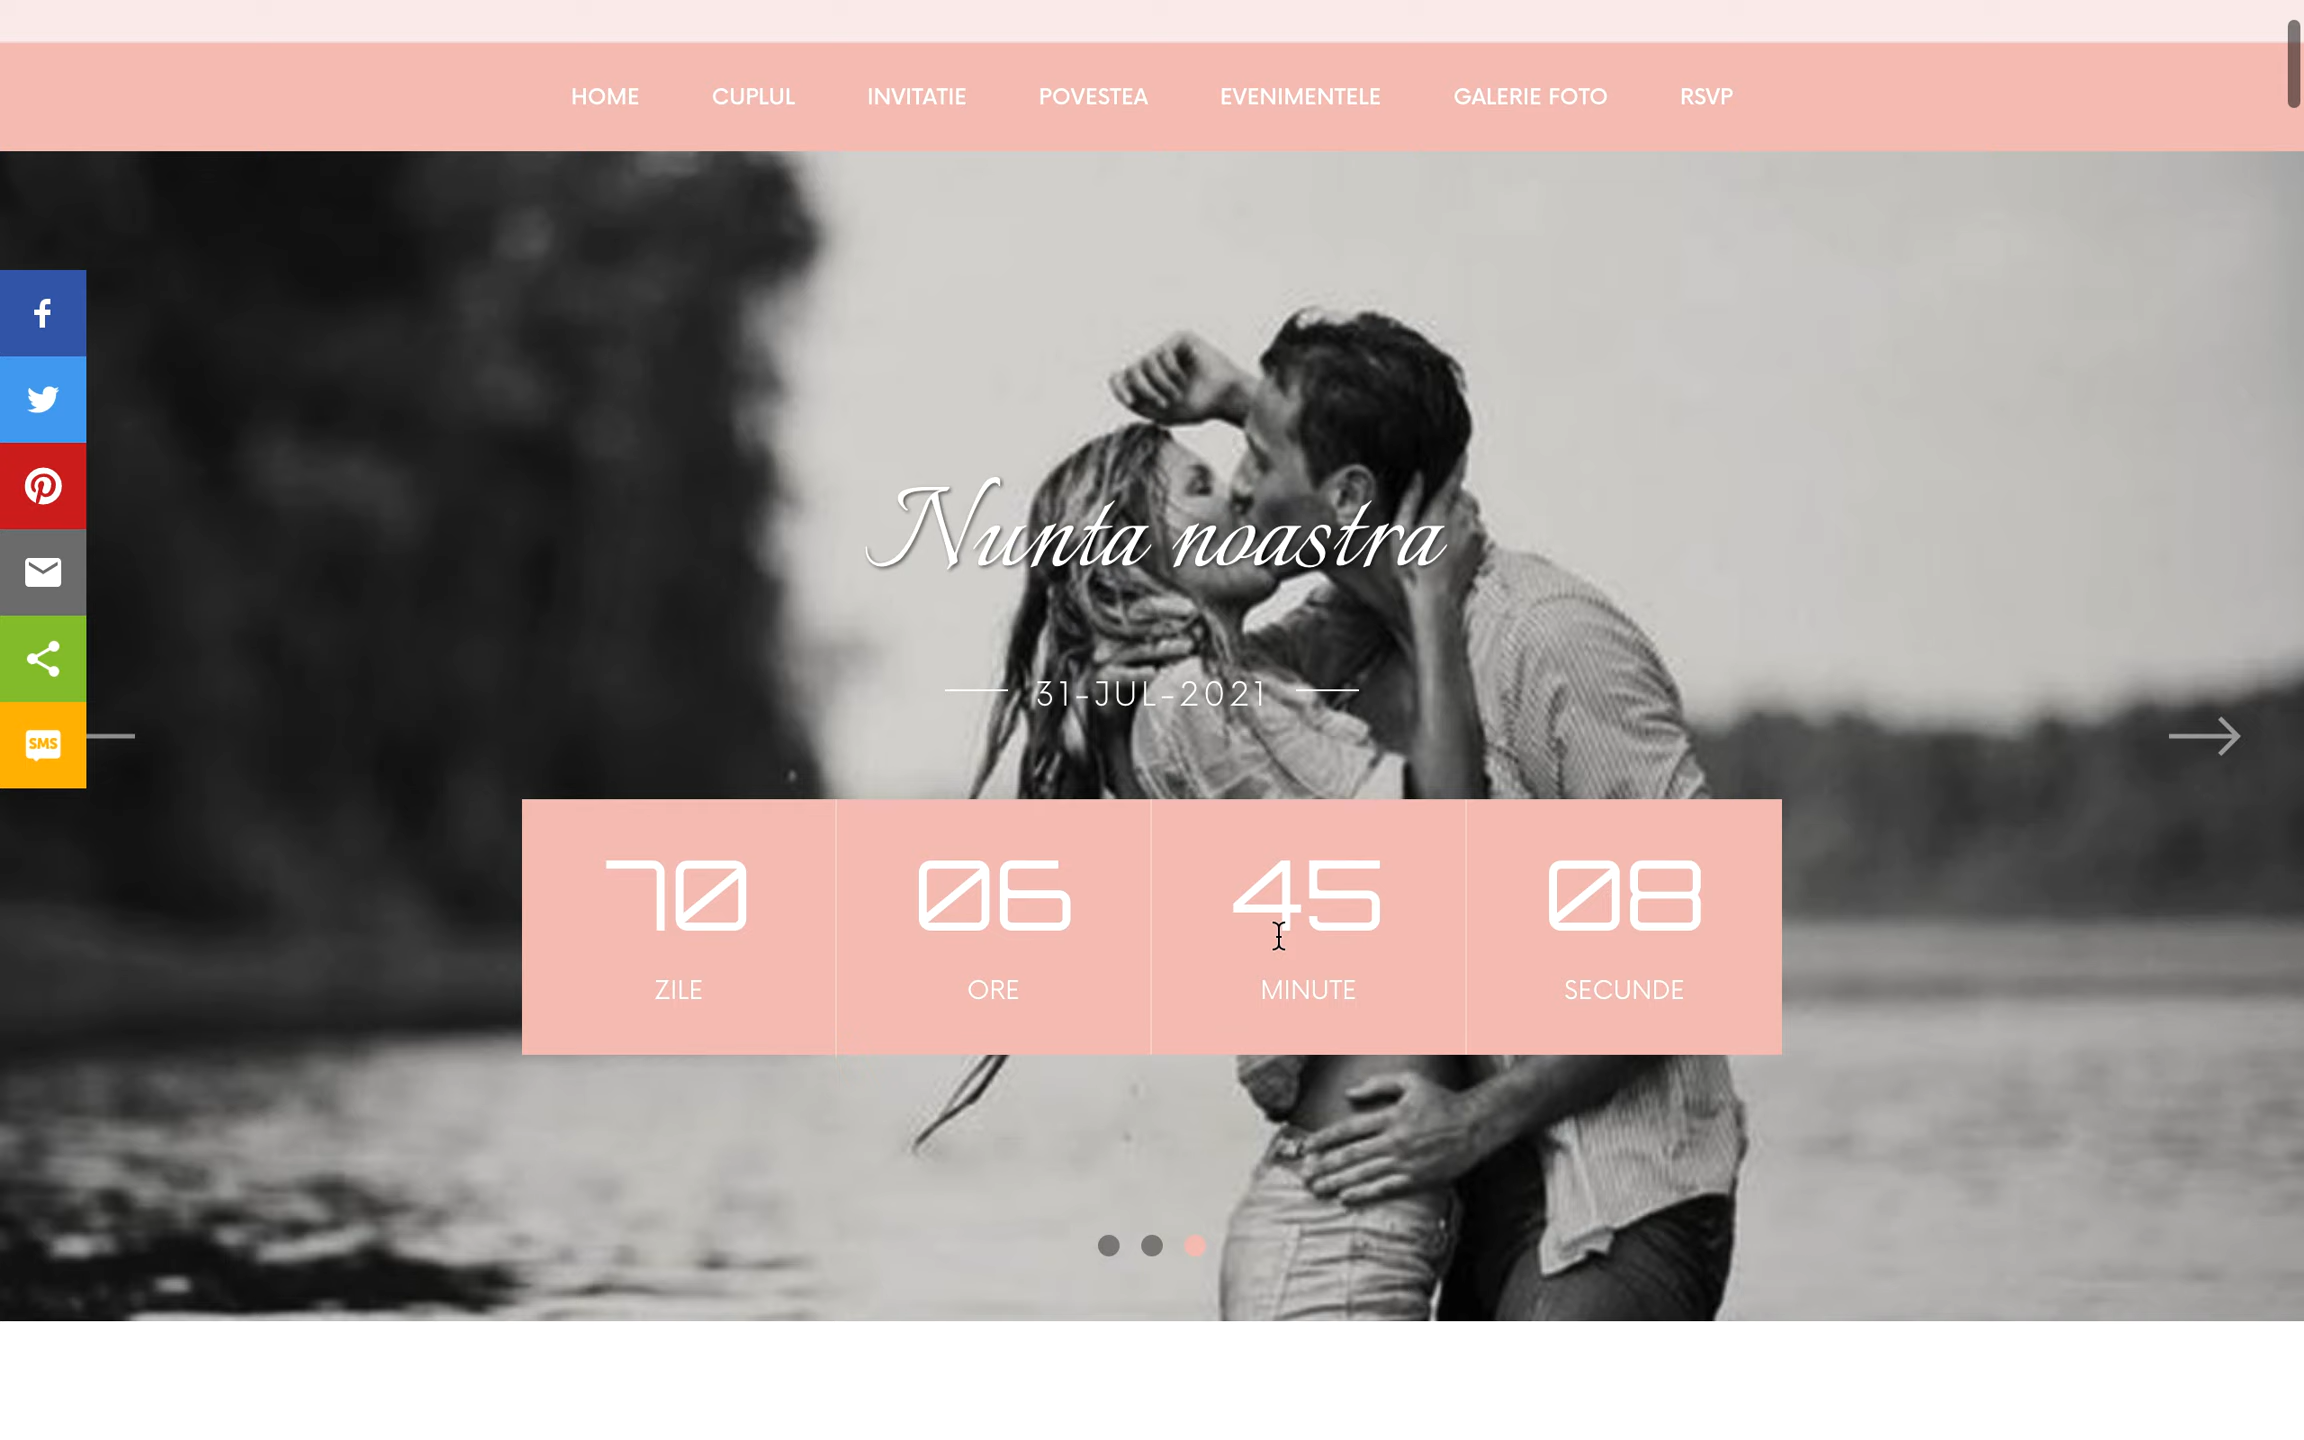 HOME CUPLUL INVITATIE POVESTEA EVENIMENTELE GALERIE FOTO RSVP
Nunta noastra
31-JUL-2021
SMS
70 06 45 08
ZILE ORE MINUTE SECUNDE